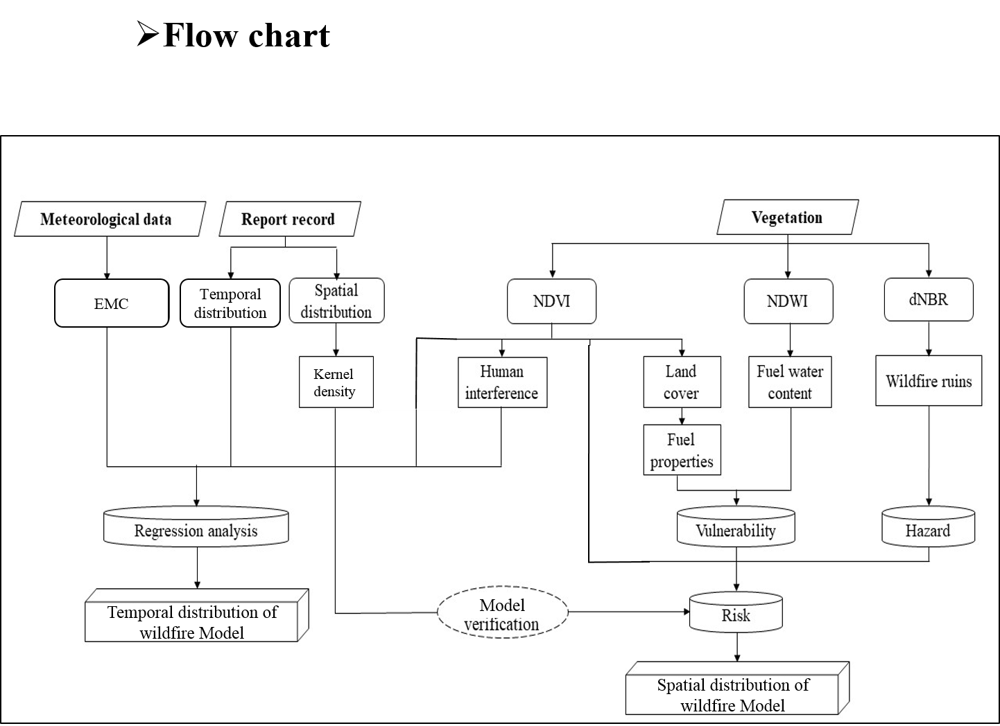 ➢Flow chart
Meteorological data
Report record
Vegetation
EMC
Temporal
distribution
Spatial
distribution
NDVI
NDWI
dNBR
Kernel
density
Human
interference
Land
cover
Fuel water
content
Wildfire ruins
Fuel
properties
Regression analysis
Vulnerability
Hazard
Temporal distribution of
wildfire Model
Model
verification
Risk
Spatial distribution of
wildfire Model